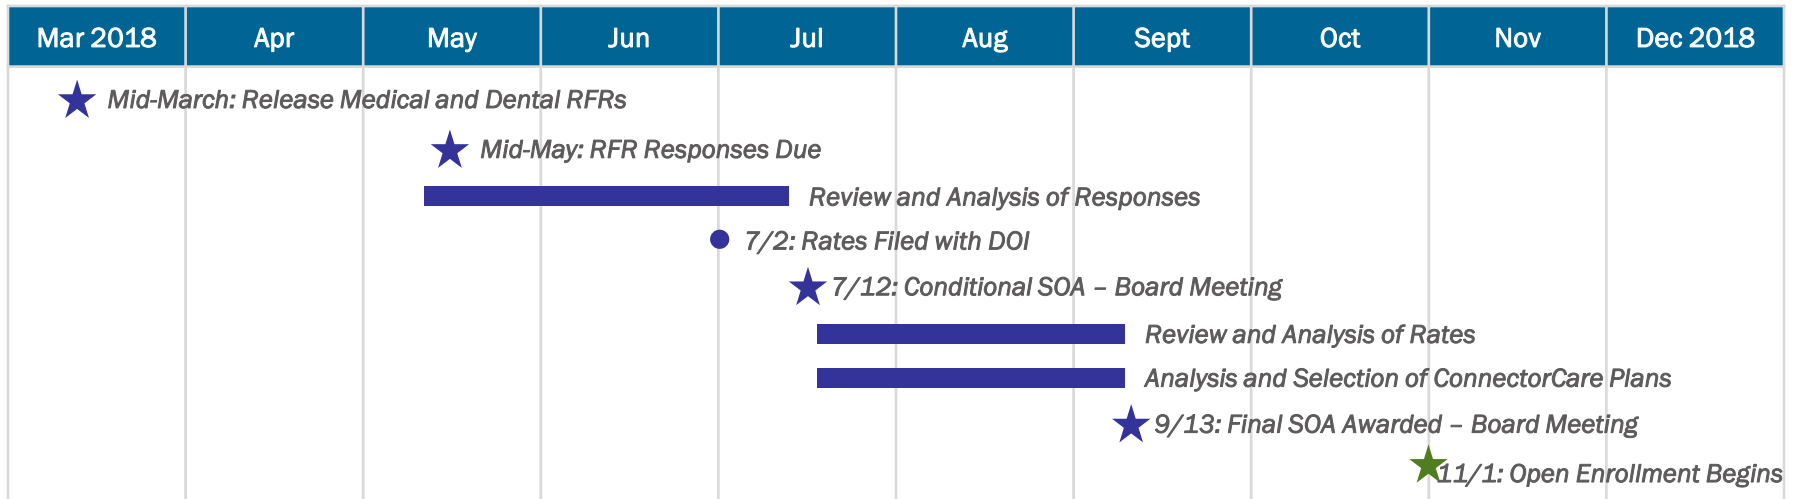 Mar 2018 Apr May Jun Jul Aug Sept Oct Nov Dec 2018
Mid-March: Release Medical and Dental RFRs
Mid-May: RFR Responses Due
Review and Analysis of Responses
7/2: Rates Filed with DOI
7/12: Conditional SOA – Board Meeting
Review and Analysis of Rates
Analysis and Selection of ConnectorCare Plans
9/13: Final SOA Awarded – Board Meeting
11/1: Open Enrollment Begins